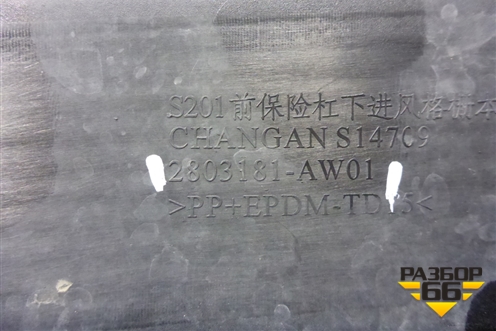 S201前保险杠下进风格栅本
CHANGAN S14709
2803181-AW01
>PP+EPDM-TD15<
РАЗБОР
66